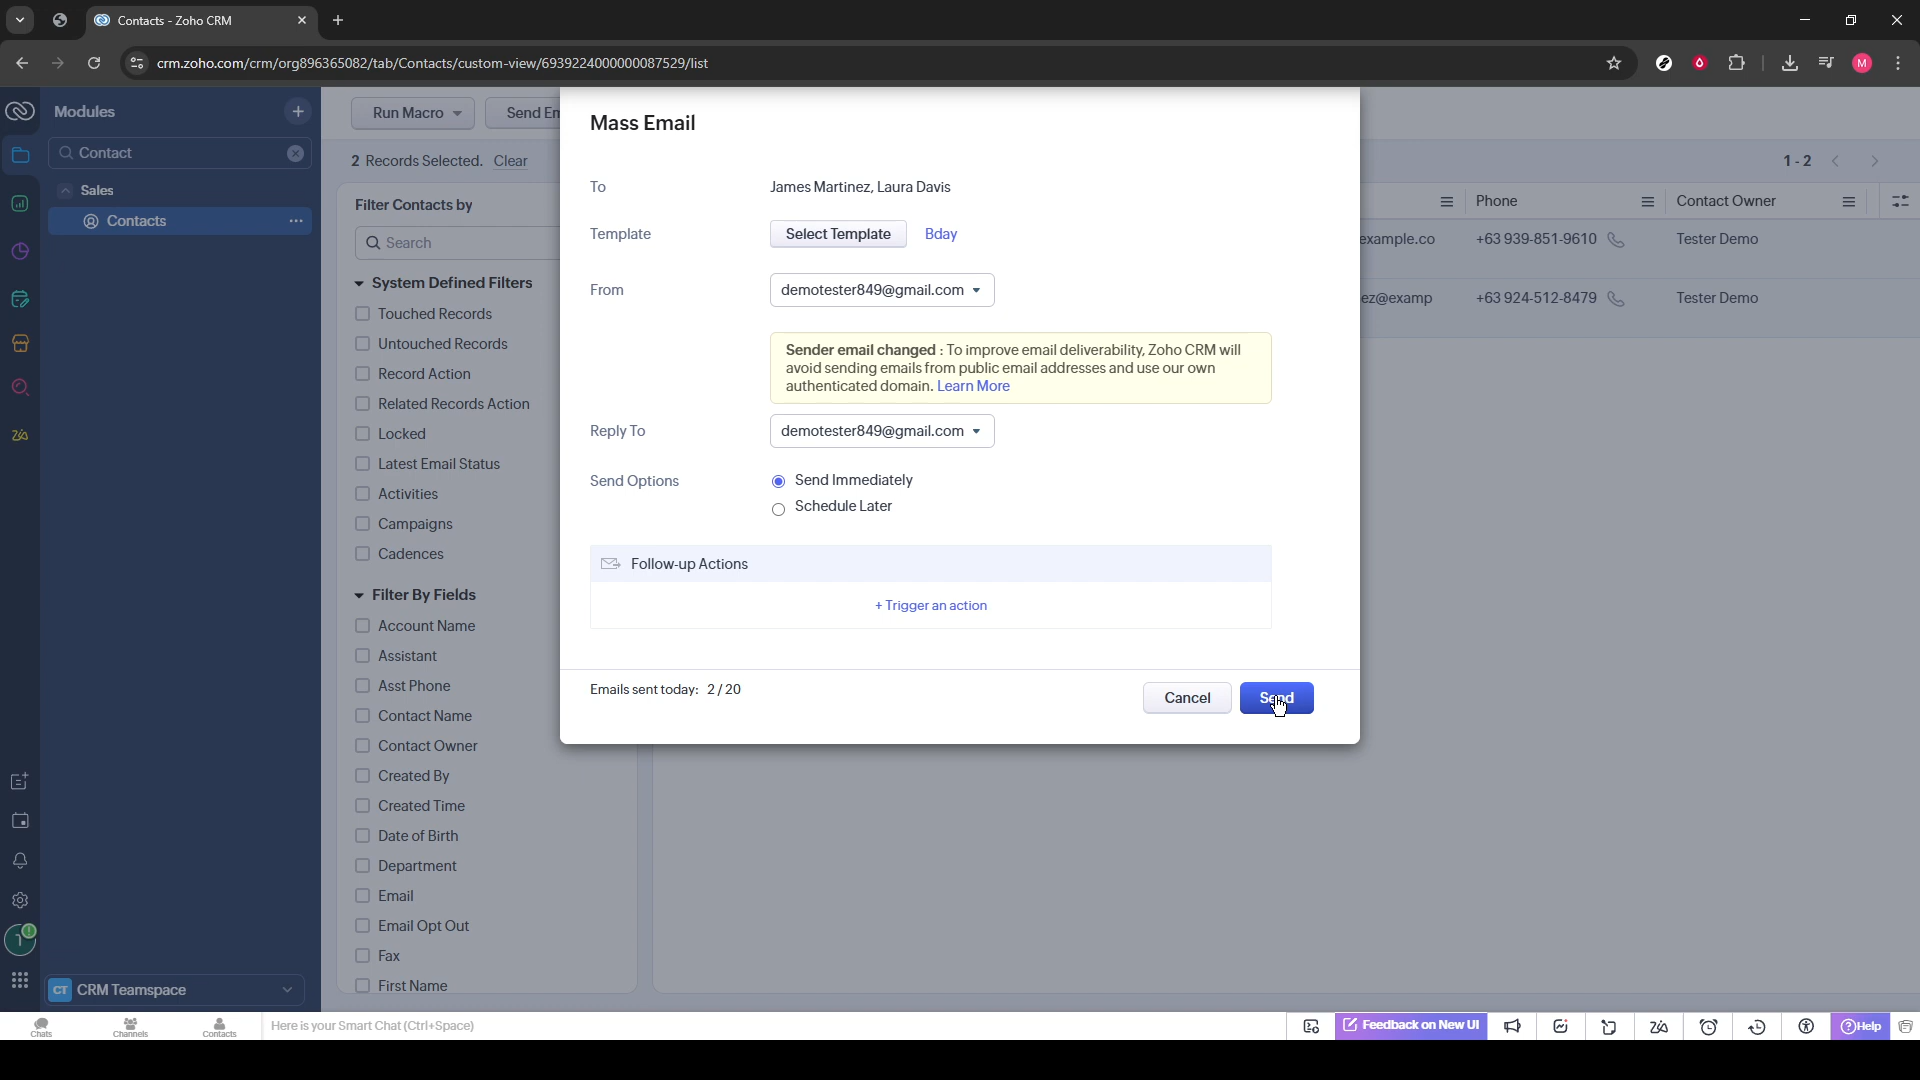 Contacts - Zoho CRM
crm.zoho.com/crm/org896365082/tab/Contacts/custom-view/6939224000000087529/list
M
Modules
Contact
Sales
Contacts
CT CRM Teamspace
Run Macro
Send Em
2 Records Selected. Clear
1 - 2
Filter Contacts by
Search
System Defined Filters
Touched Records
Untouched Records
Record Action
Related Records Action
Locked
Latest Email Status
Activities
Campaigns
Cadences
Filter By Fields
Account Name
Assistant
Asst Phone
Contact Name
Contact Owner
Created By
Created Time
Date of Birth
Department
Email
Email Opt Out
Fax
First Name
Phone
Contact Owner
example.co
+63 939-851-9610
Tester Demo
ez@examp
+63 924-512-8479
Tester Demo
Mass Email
To
James Martinez, Laura Davis
Template
Select Template
Bday
From
demotester849@gmail.com
Sender email changed : To improve email deliverability, Zoho CRM will
avoid sending emails from public email addresses and use our own
authenticated domain. Learn More
Reply To
demotester849@gmail.com
Send Options
Send Immediately
Schedule Later
Follow-up Actions
+ Trigger an action
Emails sent today: 2 / 20
Cancel
Send
Chats
Channels
Contacts
Here is your Smart Chat (Ctrl+Space)
Feedback on New UI
Help